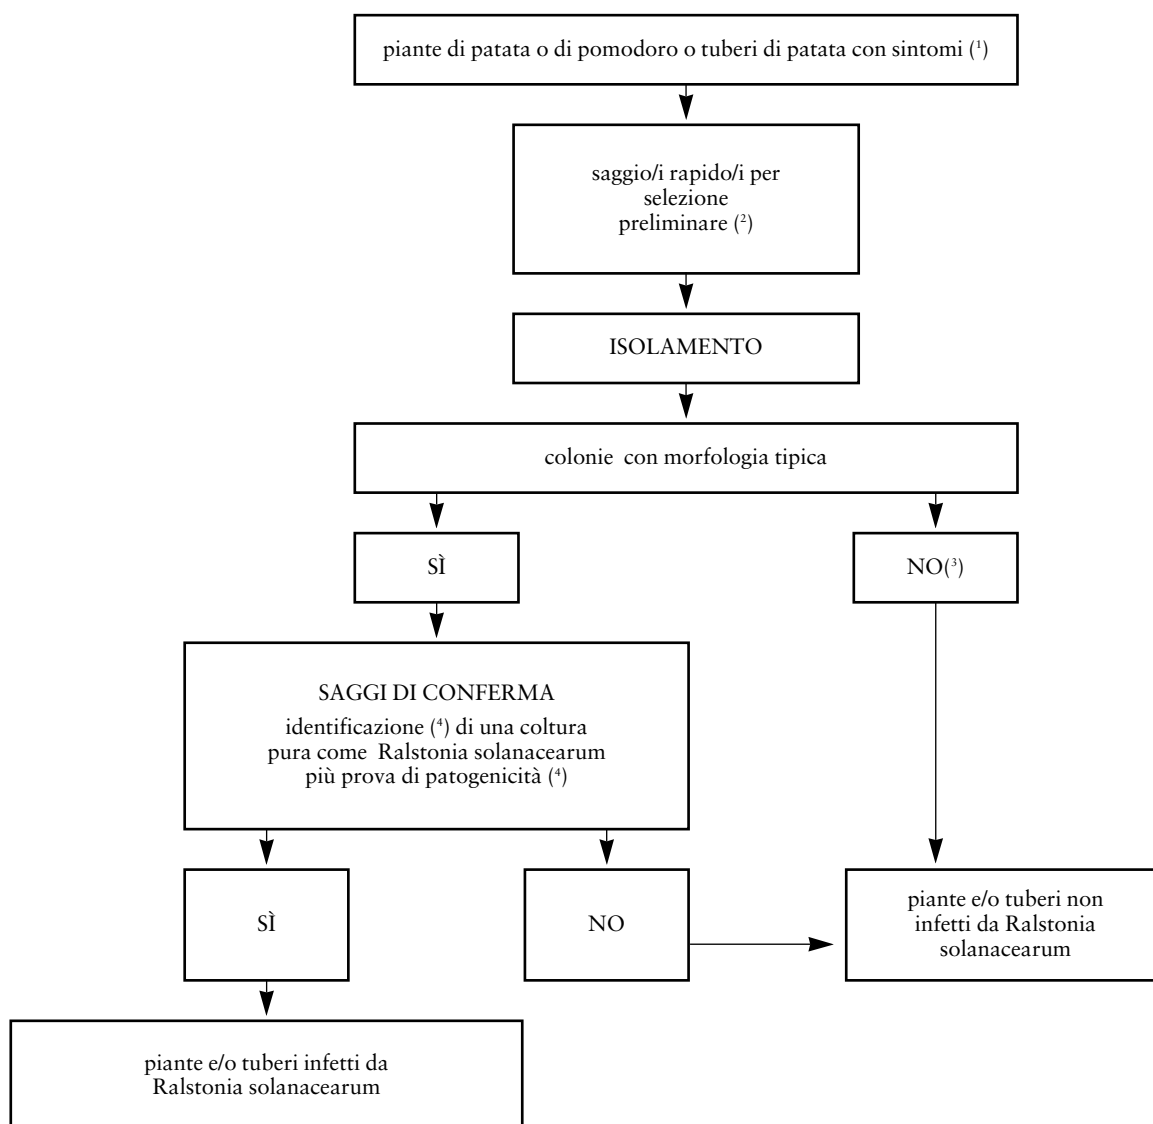 piante di patata o di pomodoro o tuberi di patata con sintomi (¹)
saggio/i rapido/i per
selezione
preliminare (²)
ISOLAMENTO
colonie con morfologia tipica
SÌ
NO(³)
SAGGI DI CONFERMA
identificazione (⁴) di una coltura
pura come Ralstonia solanacearum
più prova di patogenicità (⁴)
SÌ
NO
piante e/o tuberi non
infetti da Ralstonia
solanacearum
piante e/o tuberi infetti da
Ralstonia solanacearum